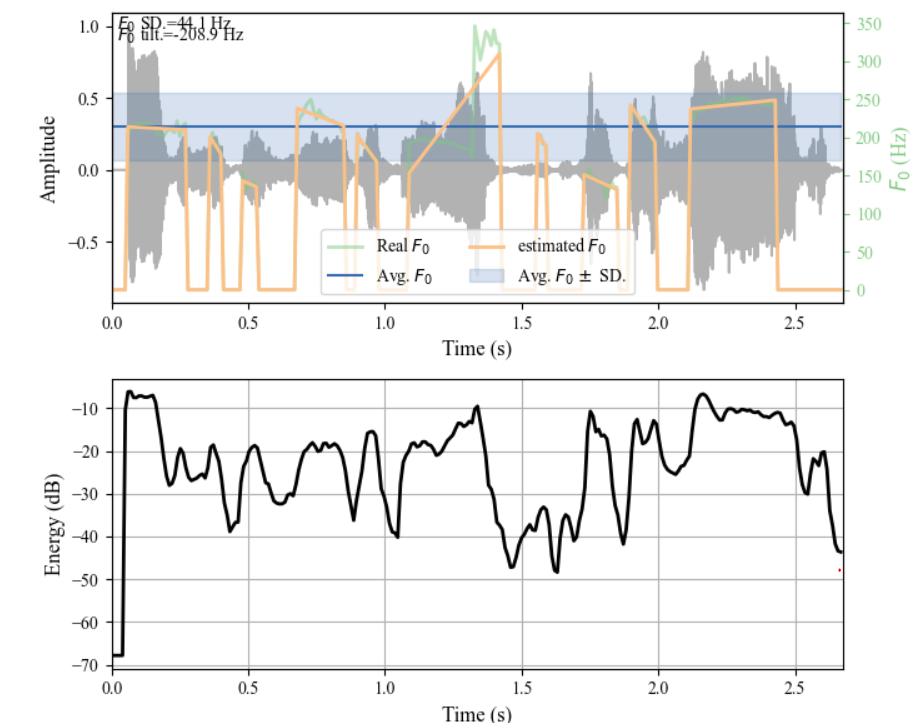 F₀ SD.=44.1 Hz
F₀ tilt.=-208.9 Hz
1.0
0.5
0.0
−0.5
Amplitude
350
300
250
200
150
100
50
0
F₀ (Hz)
Real F₀
estimated F₀
Avg. F₀
Avg. F₀ ± SD.
0.0 0.5 1.0 1.5 2.0 2.5
Time (s)
−10
−20
−30
−40
−50
−60
−70
Energy (dB)
0.0 0.5 1.0 1.5 2.0 2.5
Time (s)